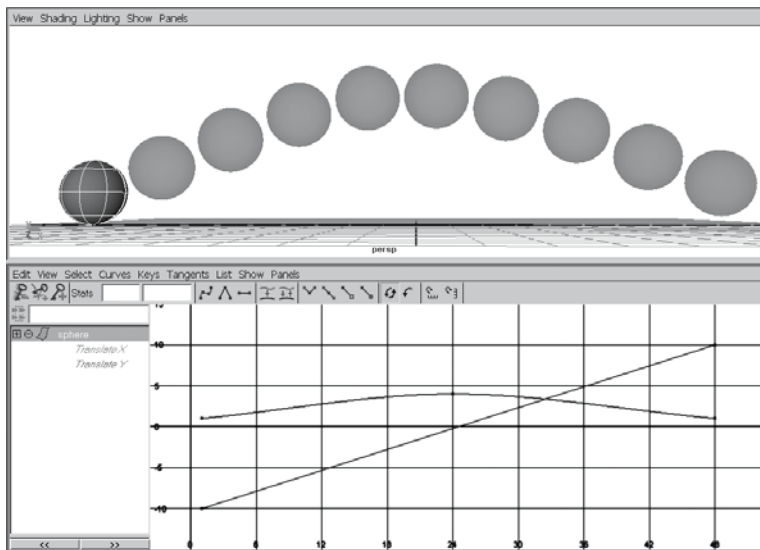 View Shading Lighting Show Panels
persp
Edit View Select Curves Keys Tangents List Show Panels
Stats
sphere
Translate X
Translate Y
10
5
0
-5
-10
0 6 12 18 24 30 36 42 48
<< >>